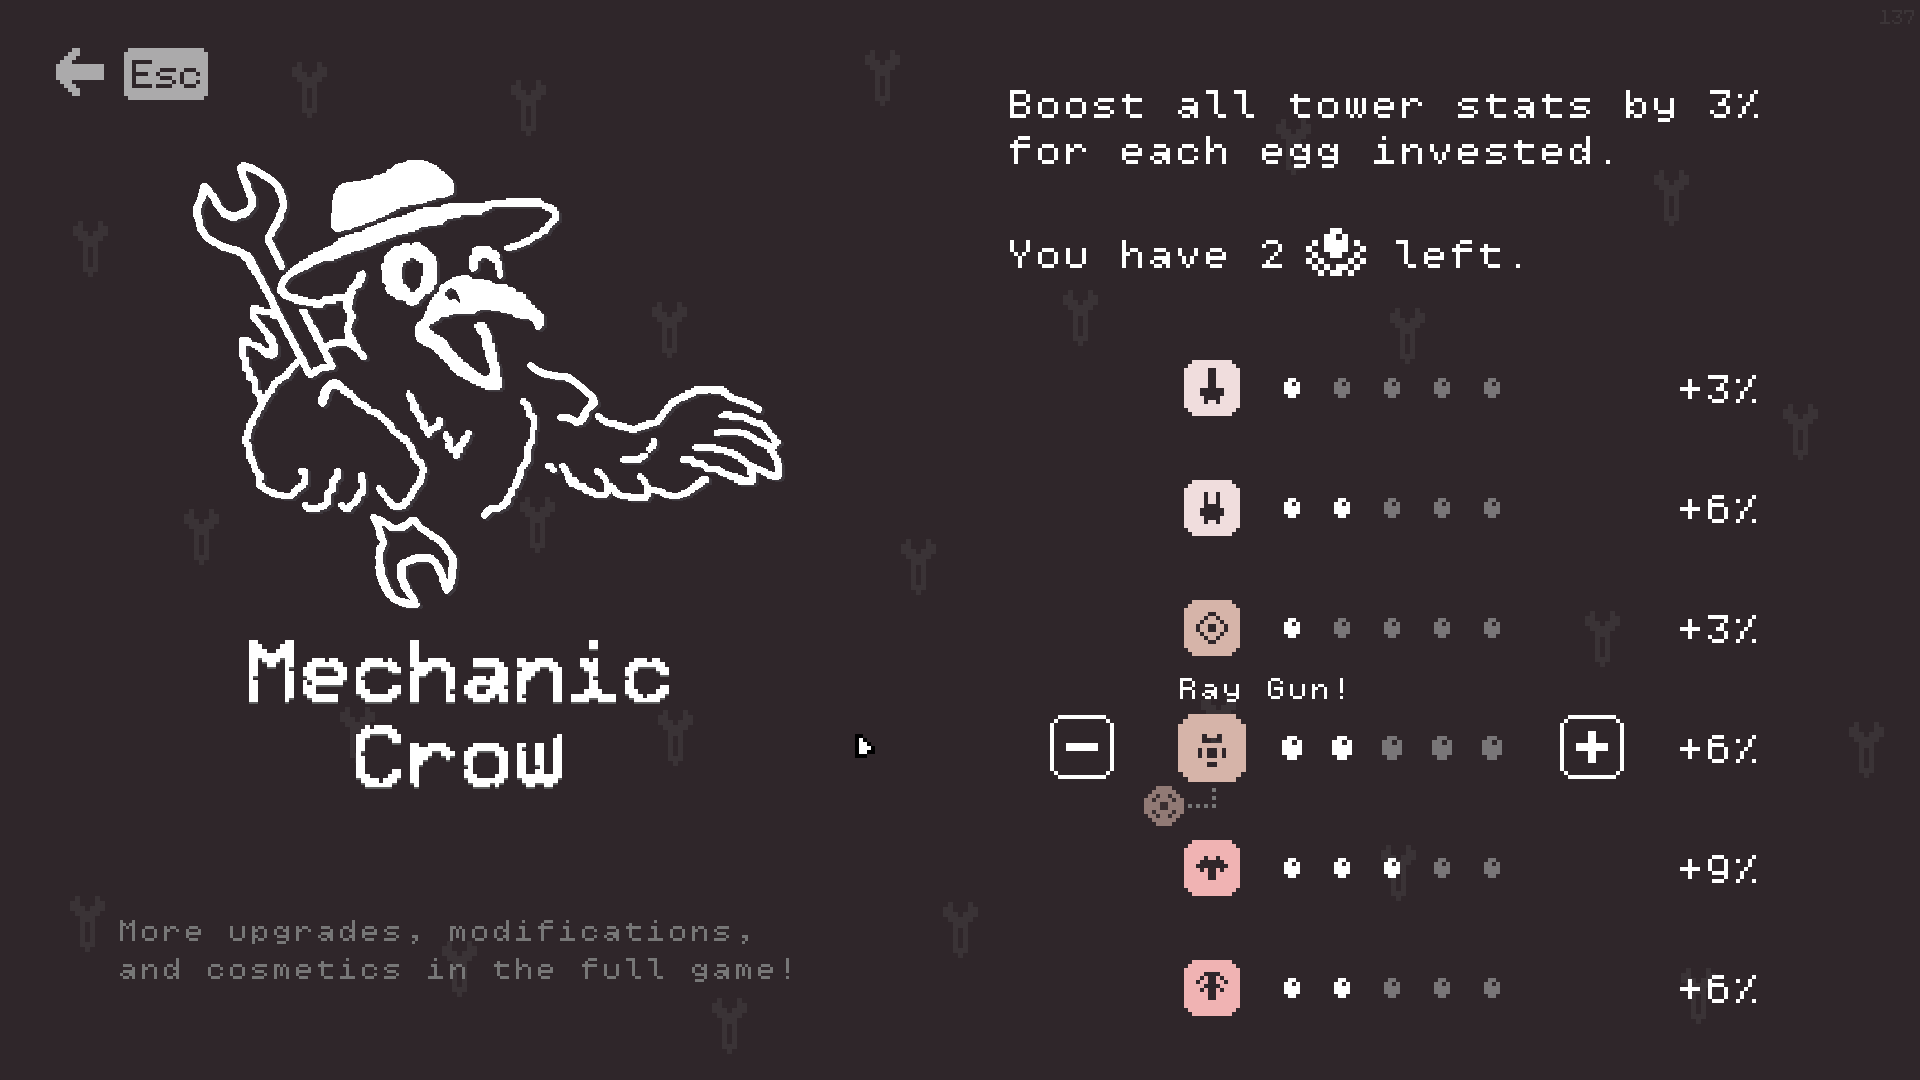 137
Esc
Boost all tower stats by 3%
for each egg invested.
You have 2 left.
+3%
+6%
+3%
Ray Gun!
+6%
+9%
+6%
Mechanic
Crow
More upgrades, modifications,
and cosmetics in the full game!